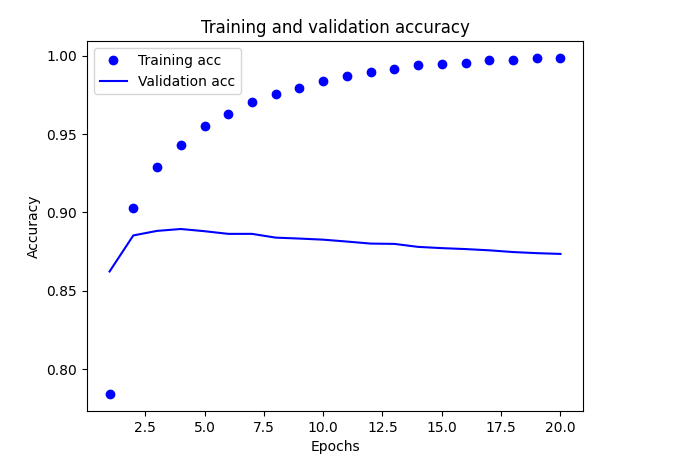 Training and validation accuracy
Training acc
Validation acc
1.00
0.95
0.90
0.85
0.80
Accuracy
2.5 5.0 7.5 10.0 12.5 15.0 17.5 20.0
Epochs